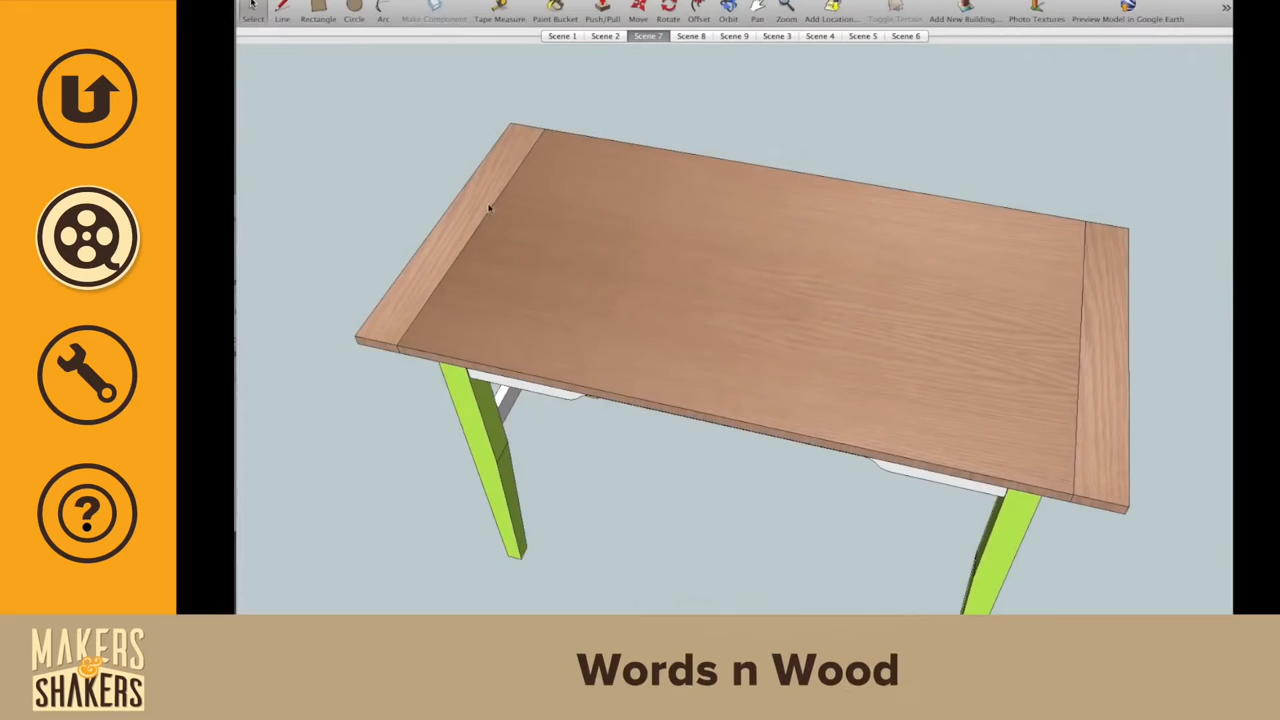 Select Line Rectangle Circle Arc Make Component Tape Measure Paint Bucket Push/Pull Move Rotate Offset Orbit Pan Zoom Add Location... Toggle Terrain Add New Building... Photo Textures Preview Model in Google Earth »
Scene 1 Scene 2 Scene 7 Scene 8 Scene 9 Scene 3 Scene 4 Scene 5 Scene 6
?
MAKERS
&
SHAKERS
Words n Wood